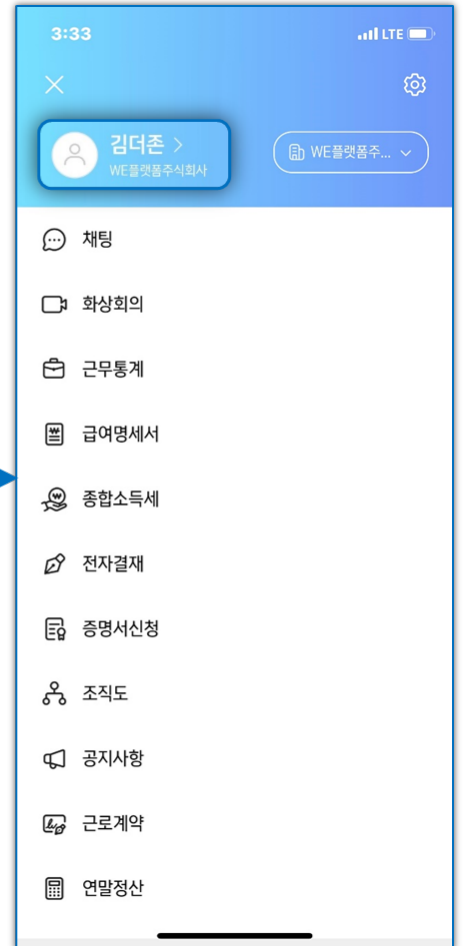 3:33 LTE
김더존 >
WE플랫폼주식회사
WE플랫폼주...
채팅
화상회의
근무통계
급여명세서
종합소득세
전자결재
증명서신청
조직도
공지사항
근로계약
연말정산